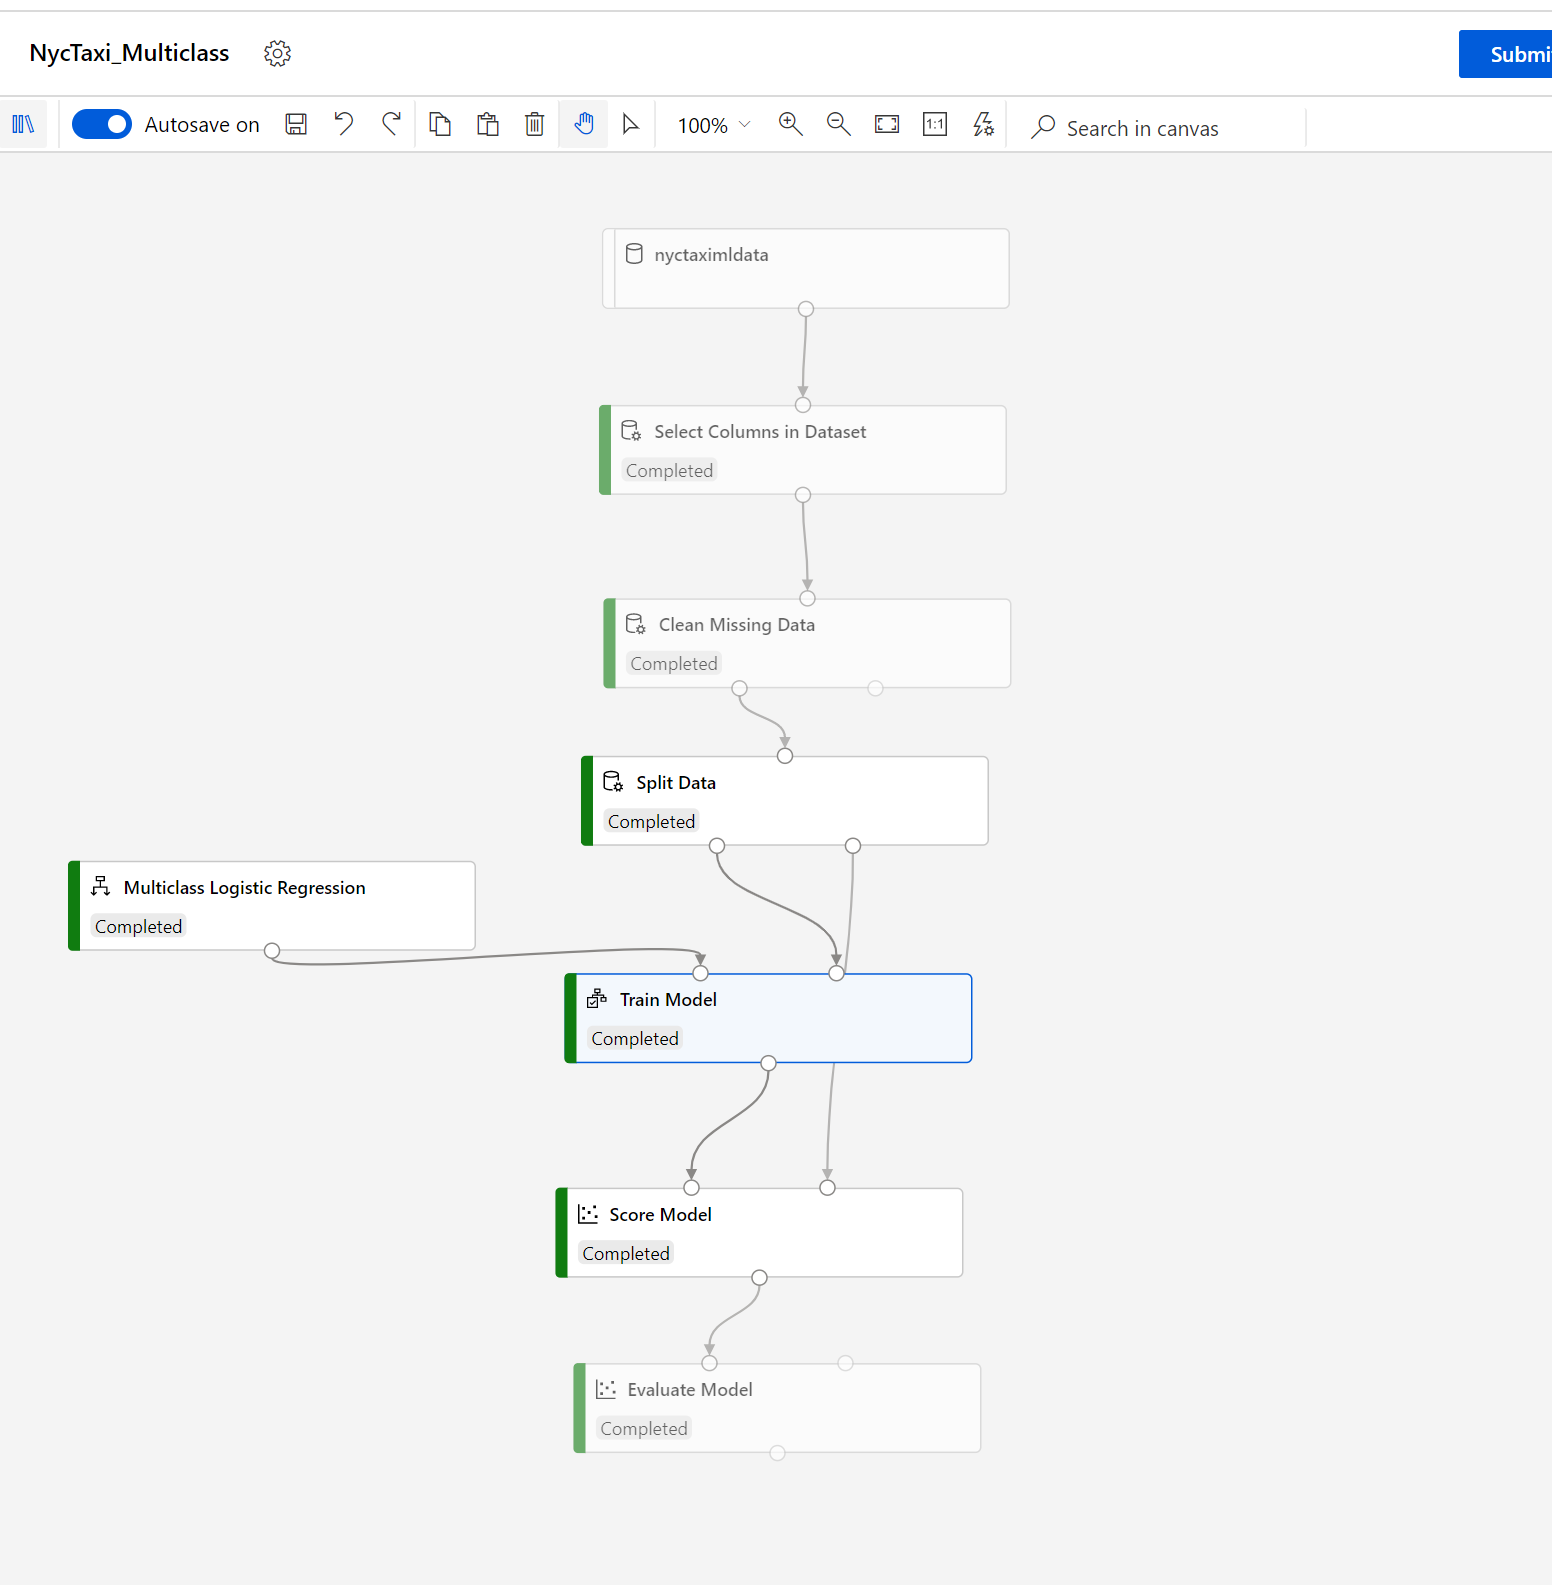 NycTaxi_Multiclass
Submi
Autosave on
100%
1:1
Search in canvas
nyctaximldata
Select Columns in Dataset
Completed
Clean Missing Data
Completed
Split Data
Completed
Multiclass Logistic Regression
Completed
Train Model
Completed
Score Model
Completed
Evaluate Model
Completed